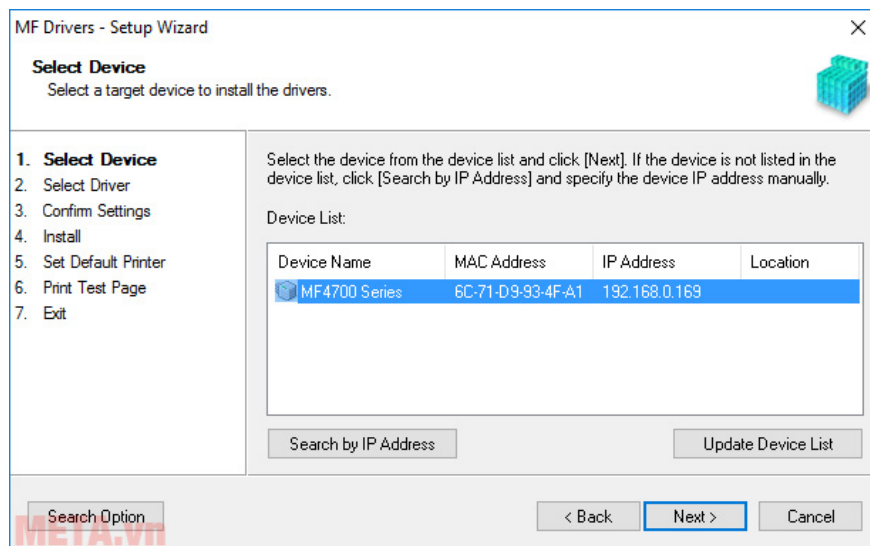 MF Drivers - Setup Wizard
Select Device
Select a target device to install the drivers.
1. Select Device
2. Select Driver
3. Confirm Settings
4. Install
5. Set Default Printer
6. Print Test Page
7. Exit
Select the device from the device list and click [Next]. If the device is not listed in the
device list, click [Search by IP Address] and specify the device IP address manually.
Device List:
Device Name MAC Address IP Address Location
MF4700 Series 6C-71-D9-93-4F-A1 192.168.0.169
Search by IP Address Update Device List
Search Option < Back Next > Cancel
META.vn